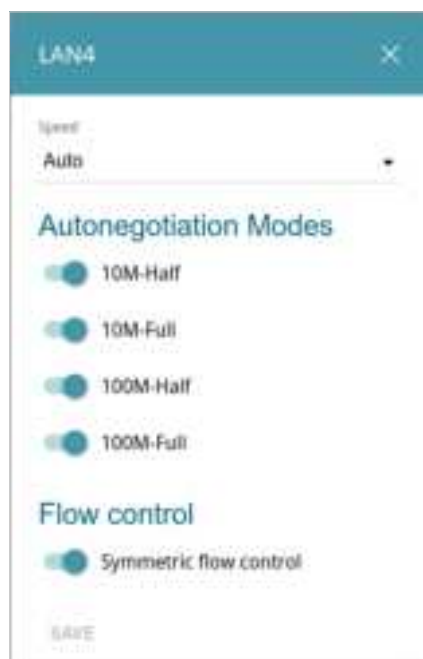 LAN4
Speed
Auto
Autonegotiation Modes
10M-Half
10M-Full
100M-Half
100M-Full
Flow control
Symmetric flow control
SAVE